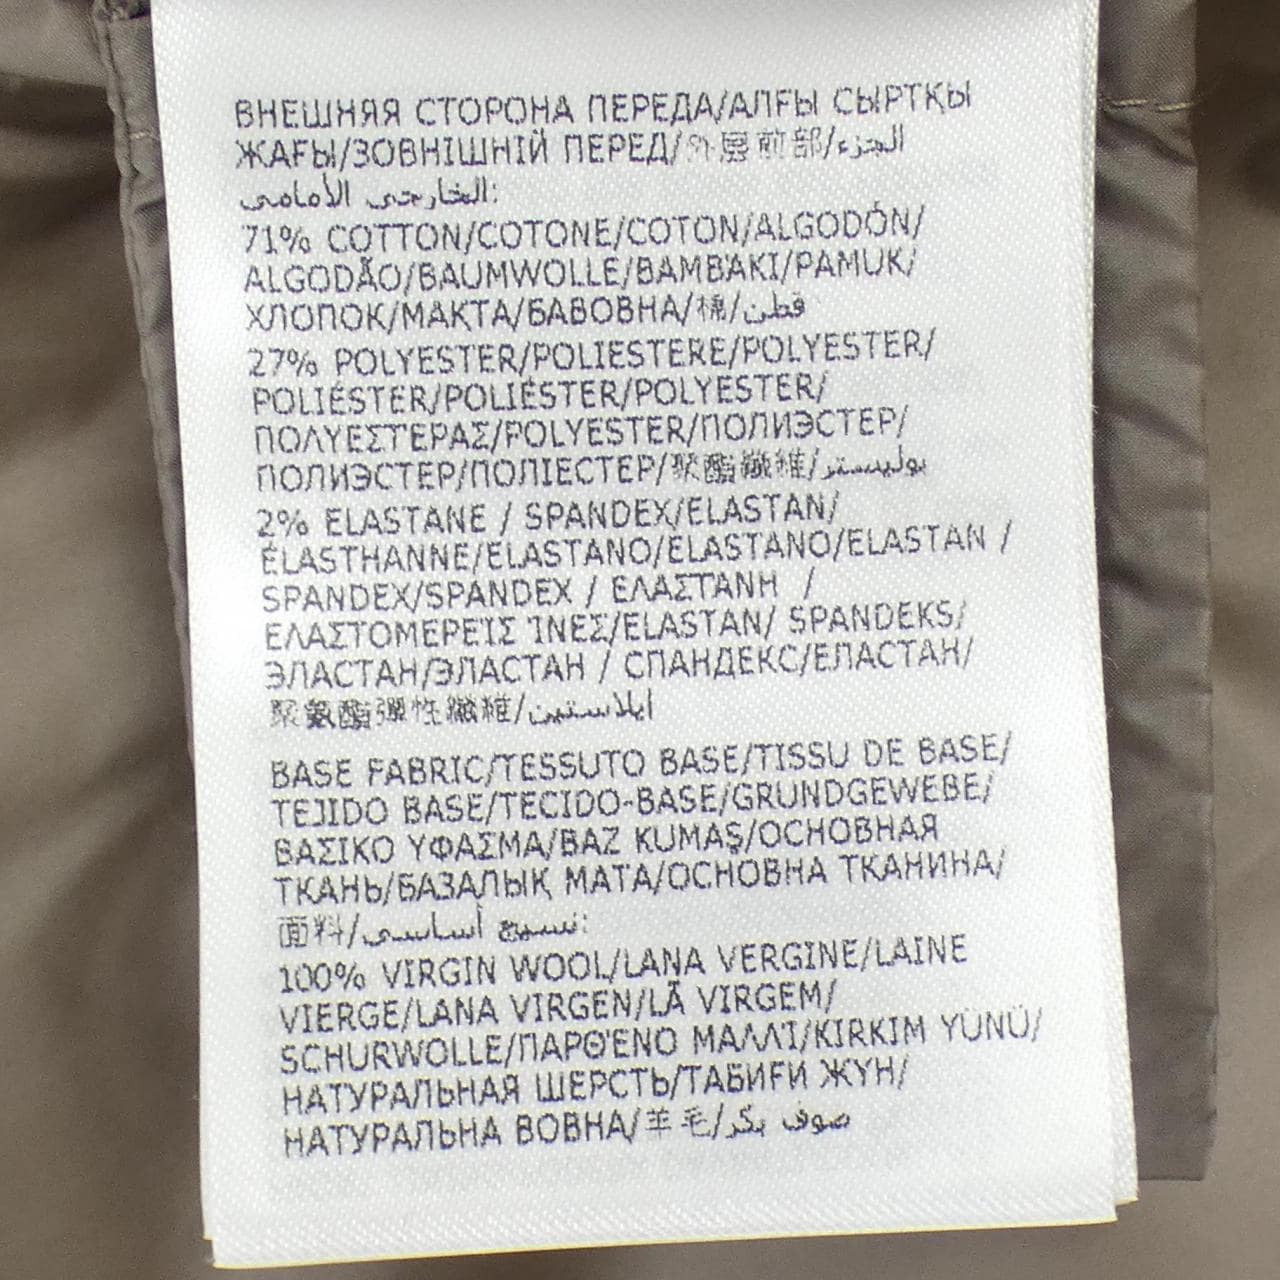 ВНЕШНЯЯ СТОРОНА ПЕРЕДА/АЛҒЫ СЫРТҚЫ
ЖАҒЫ/ЗОВНІШНІЙ ПЕРЕД/外層前部/الجزء
الخارجي الأمامي:
71% COTTON/COTONE/COTON/ALGODÓN/
ALGODÃO/BAUMWOLLE/ΒΑΜΒΆΚΙ/PAMUK/
ХЛОПОК/МАКТА/БАВОВНА/棉/قطن
27% POLYESTER/POLIESTERE/POLYESTER/
POLIÉSTER/POLIÉSTER/POLYESTER/
ΠΟΛΥΕΣΤΈΡΑΣ/POLYESTER/ПОЛИЭСТЕР/
ПОЛИЭСТЕР/ПОЛІЕСТЕР/聚酯纖維/بوليستر
2% ELASTANE / SPANDEX/ELASTAN/
ÉLASTHANNE/ELASTANO/ELASTANO/ELASTAN /
SPANDEX/SPANDEX / ΕΛΑΣΤΆΝΗ /
ΕΛΑΣΤΟΜΕΡΕΊΣ ΊΝΕΣ/ELASTAN/ SPANDEKS/
ЭЛАСТАН/ЭЛАСТАН / СПАНДЕКС/ЕЛАСТАН/
聚氨酯彈性纖維/ايلاستين
BASE FABRIC/TESSUTO BASE/TISSU DE BASE/
TEJIDO BASE/TECIDO-BASE/GRUNDGEWEBE/
ΒΑΣΙΚΟ ΥΦΑΣΜΑ/BAZ KUMAŞ/ОСНОВНАЯ
ТКАНЬ/БАЗАЛЫҚ МАТА/ОСНОВНА ТКАНИНА/
面料/نسيج أساسي:
100% VIRGIN WOOL/LANA VERGINE/LAINE
VIERGE/LANA VIRGEN/LÃ VIRGEM/
SCHURWOLLE/ΠΑΡΘΈΝΟ ΜΑΛΛΊ/KIRKIM YÜNÜ/
НАТУРАЛЬНАЯ ШЕРСТЬ/ТАБИҒИ ЖҮН/
НАТУРАЛЬНА ВОВНА/羊毛/صوف بكر